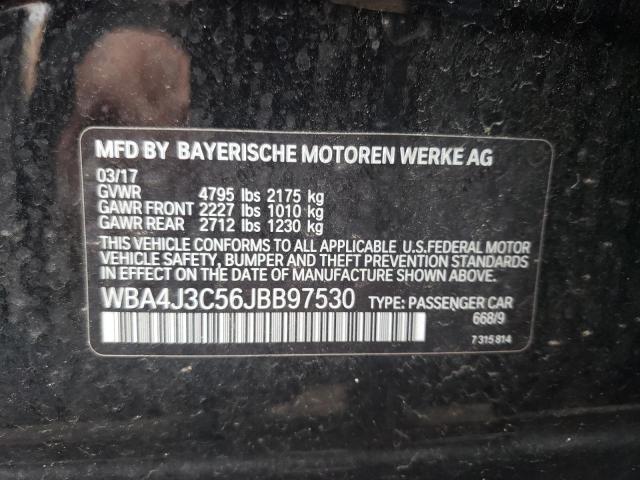 MFD BY BAYERISCHE MOTOREN WERKE AG
03/17
GVWR 4795 lbs 2175 kg
GAWR FRONT 2227 lbs 1010 kg
GAWR REAR 2712 lbs 1230 kg
THIS VEHICLE CONFORMS TO ALL APPLICABLE U.S.FEDERAL MOTOR
VEHICLE SAFETY, BUMPER AND THEFT PREVENTION STANDARDS
IN EFFECT ON THE DATE OF MANUFACTURE SHOWN ABOVE.
WBA4J3C56JBB97530 TYPE: PASSENGER CAR
668/9
7 315 814